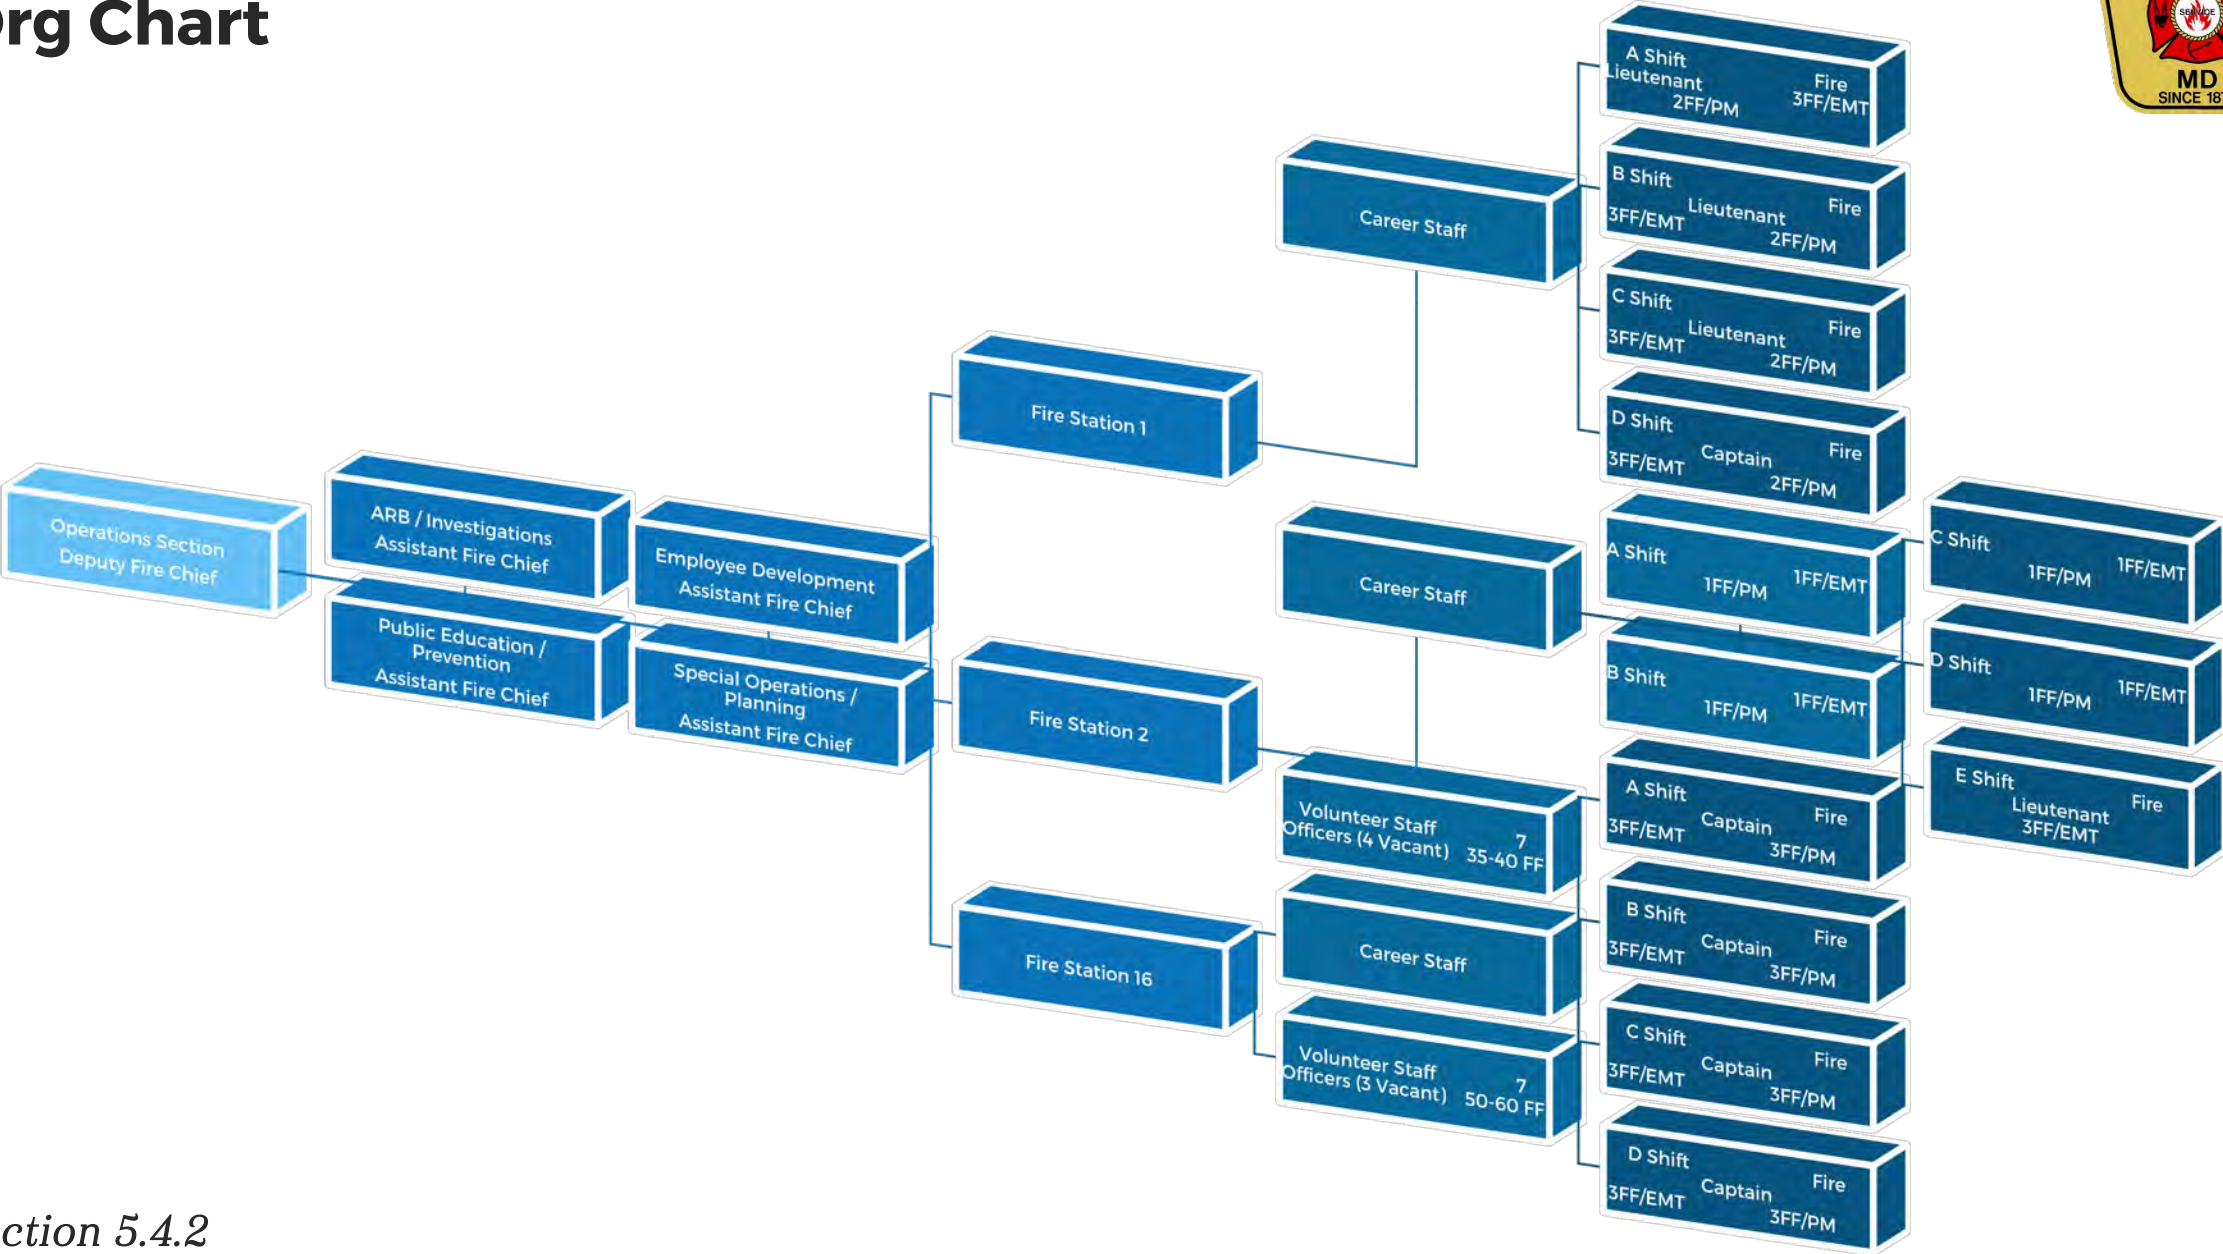 rg Chart
SERVICE
MD
SINCE 18
Operations Section
Deputy Fire Chief
ARB / Investigations
Assistant Fire Chief
Public Education /
Prevention
Assistant Fire Chief
Employee Development
Assistant Fire Chief
Special Operations /
Planning
Assistant Fire Chief
Fire Station 1
Fire Station 2
Fire Station 16
Career Staff
Career Staff
Volunteer Staff 7
Officers (4 Vacant) 35-40 FF
Career Staff
Volunteer Staff 7
Officers (3 Vacant) 50-60 FF
A Shift Fire
Lieutenant 3FF/EMT
2FF/PM
B Shift Fire
Lieutenant
3FF/EMT 2FF/PM
C Shift Fire
Lieutenant
3FF/EMT 2FF/PM
D Shift Fire
Captain
3FF/EMT 2FF/PM
A Shift 1FF/EMT
1FF/PM
B Shift 1FF/EMT
1FF/PM
A Shift Fire
Captain
3FF/EMT 3FF/PM
B Shift Fire
Captain
3FF/EMT 3FF/PM
C Shift Fire
Captain
3FF/EMT 3FF/PM
D Shift Fire
Captain
3FF/EMT 3FF/PM
C Shift 1FF/EMT
1FF/PM
D Shift 1FF/EMT
1FF/PM
E Shift Fire
Lieutenant
3FF/EMT
ction 5.4.2